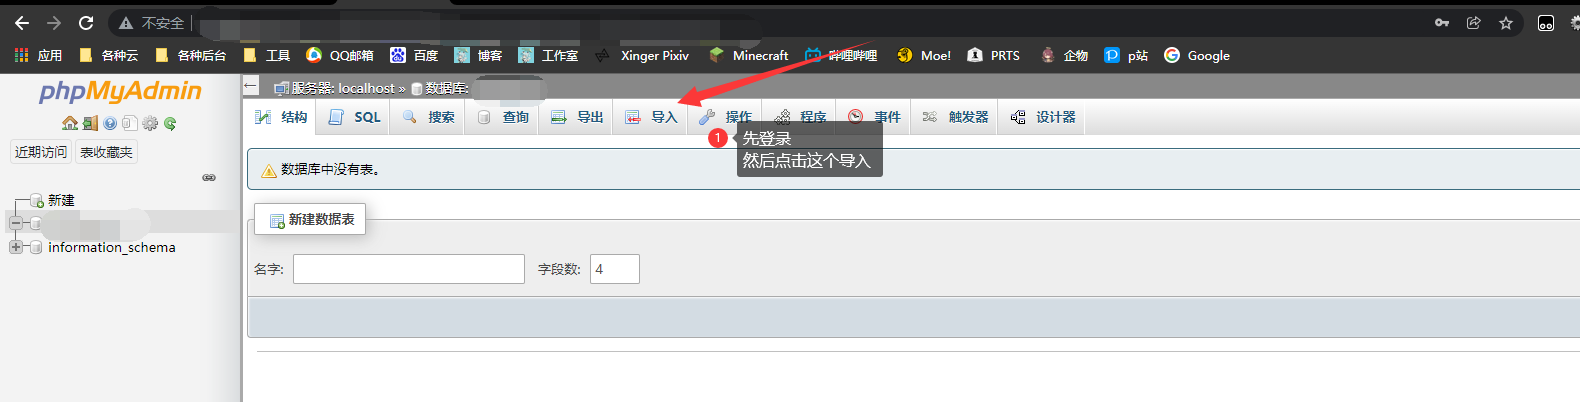 不安全
应用 各种云 各种后台 工具 QQ邮箱 百度 博客 工作室 Xinger Pixiv Minecraft 哔哩哔哩 Moe! PRTS 企物 p站 Google
phpMyAdmin
近期访问 表收藏夹
新建
information_schema
服务器: localhost » 数据库:
结构 SQL 搜索 查询 导出 导入 操作 程序 事件 触发器 设计器
1 先登录
然后点击这个导入
数据库中没有表。
新建数据表
名字: 字段数: 4